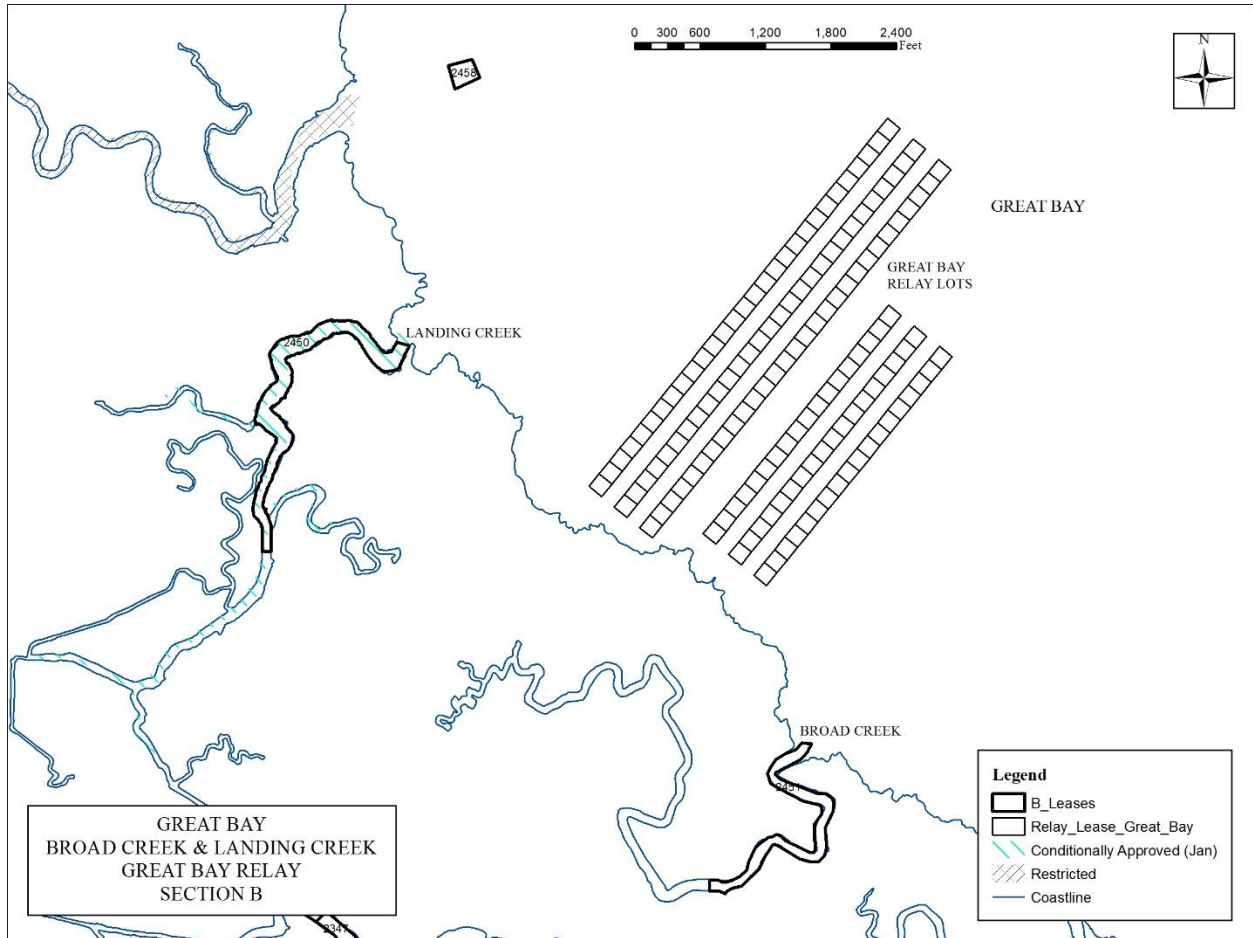 0 300 600 1,200 1,800 2,400
Feet
N
2458
GREAT BAY
GREAT BAY
RELAY LOTS
LANDING CREEK
2450
BROAD CREEK
2451
Legend
B_Leases
Relay_Lease_Great_Bay
Conditionally Approved (Jan)
Restricted
Coastline
GREAT BAY
BROAD CREEK & LANDING CREEK
GREAT BAY RELAY
SECTION B
2347